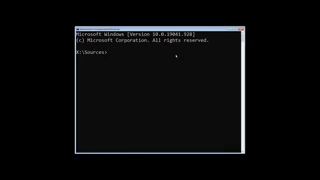 Microsoft Windows [Version 10.0.19041.928]
(c) Microsoft Corporation. All rights reserved.
X:\Sources>